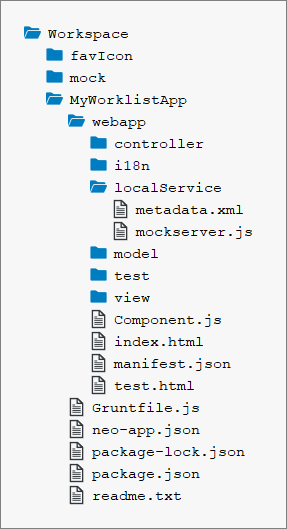 Workspace
favIcon
mock
MyWorklistApp
webapp
controller
i18n
localService
metadata.xml
mockserver.js
model
test
view
Component.js
index.html
manifest.json
test.html
Gruntfile.js
neo-app.json
package-lock.json
package.json
readme.txt